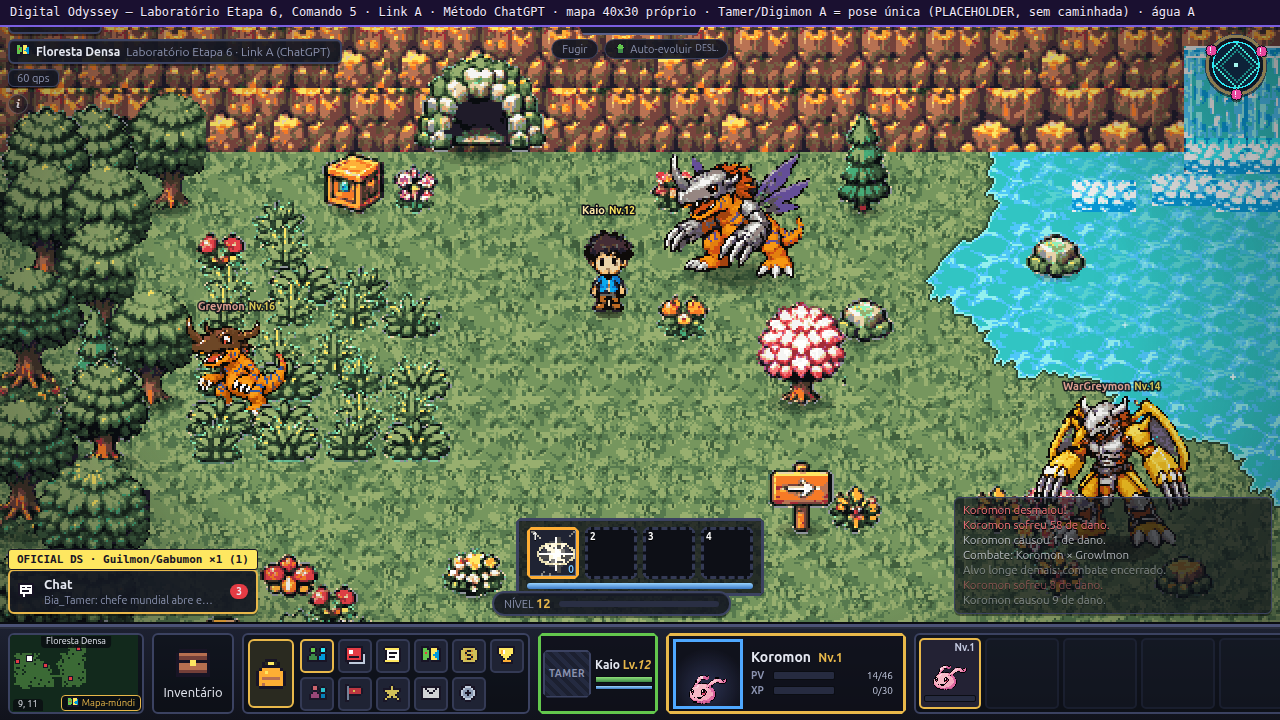 Digital Odyssey — Laboratório Etapa 6, Comando 5 · Link A · Método ChatGPT · mapa 40x30 próprio · Tamer/Digimon A = pose única (PLACEHOLDER, sem caminhada) · água A
Floresta Densa Laboratório Etapa 6 · Link A (ChatGPT)
Fugir
Auto-evoluir DESL.
60 qps
i
Kaio Nv.12
Greymon Nv.16
WarGreymon Nv.14
Koromon desmaiou!
Koromon sofreu 58 de dano.
Koromon causou 1 de dano.
Combate: Koromon × Growlmon
Alvo longe demais; combate encerrado.
Koromon sofreu 8 de dano.
Koromon causou 9 de dano.
1
0
2
3
4
NÍVEL 12
OFICIAL DS · Guilmon/Gabumon ×1 (1)
Chat
Bia_Tamer: chefe mundial abre e…
3
Floresta Densa
9, 11
Mapa-múndi
Inventário
TAMER
Kaio Lv.12
Koromon Nv.1
PV 14/46
XP 0/30
Nv.1